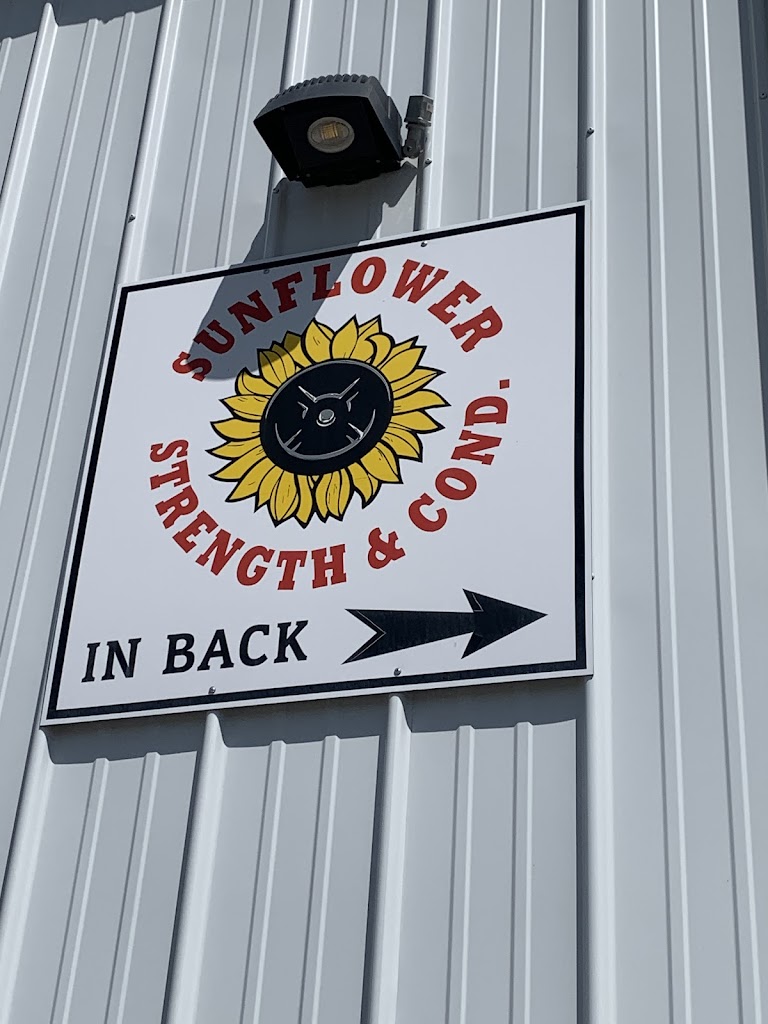 SUNFLOWER
STRENGTH & COND.
IN BACK